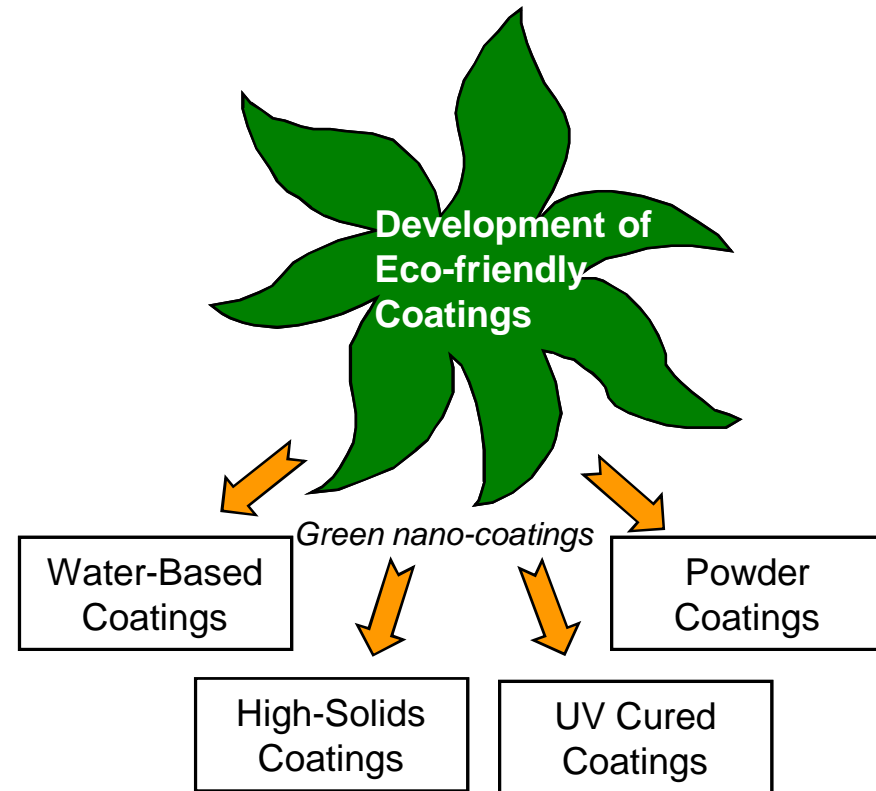 Development of
Eco-friendly
Coatings
Green nano-coatings
Water-Based
Coatings
High-Solids
Coatings
UV Cured
Coatings
Powder
Coatings